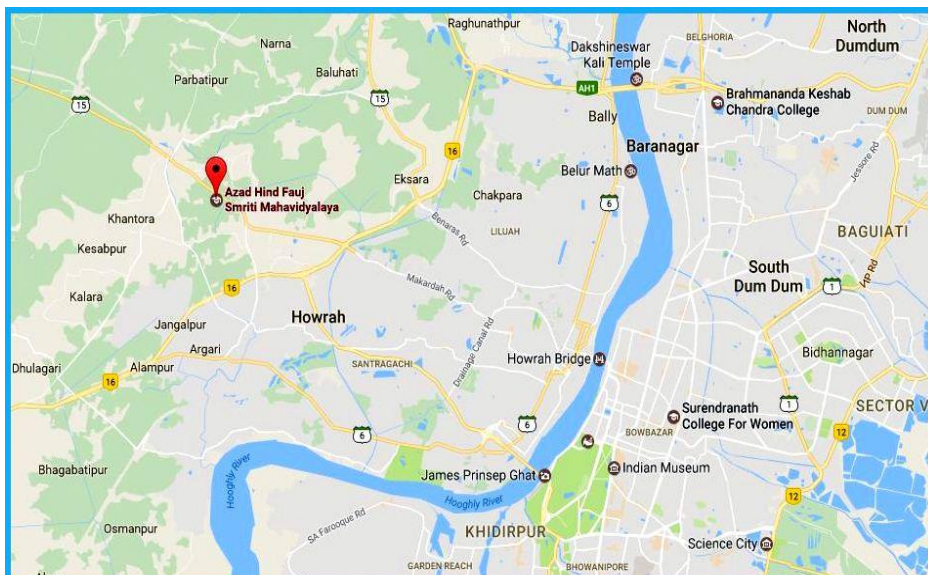 Raghunathpur
BELGHORIA
North
Dumdum
Narna
Dakshineswar
Kali Temple
Parbatipur
Baluhati
AH1
Brahmananda Keshab
Chandra College
15
15
Bally
DUM DUM
Baranagar
16
Jessore Rd
Azad Hind Fauj
Smriti Mahavidyalaya
Eksara
Belur Math
Chakpara
6
Khantora
Benaras Rd
LILUAH
BAGUIATI
Kesabpur
VIP Rd
South
Dum Dum
1
Makardah Rd
16
Kalara
Howrah
Jangalpur
Drainage Canal Rd
Argari
Howrah Bridge
Bidhannagar
Dhulagari
Alampur
SANTRAGACHI
16
1
SECTOR V
Surendranath
College For Women
6
6
BOWBAZAR
12
Bhagabatipur
Hooghly River
James Prinsep Ghat
Indian Museum
Hooghly River
12
Osmanpur
SA Farooque Rd
KHIDIRPUR
Science City
GARDEN REACH
BHOWANIPORE